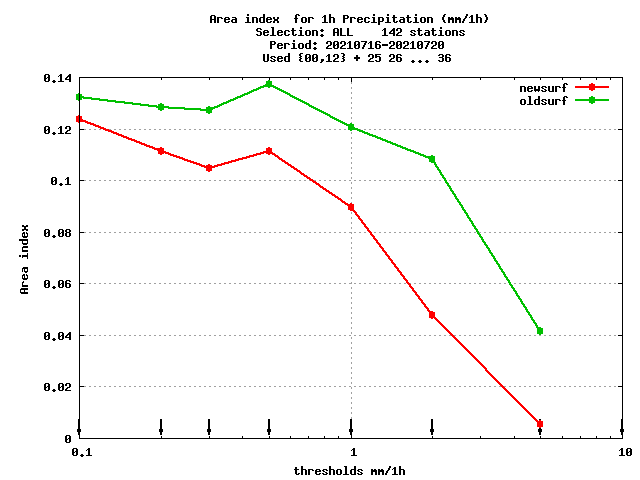 Area index  for 1h Precipitation (mm/1h)
Selection: ALL    142 stations
Period: 20210716-20210720
Used {00,12} + 25 26 ... 36
newsurf
oldsurf
0.14
0.12
0.1
0.08
0.06
0.04
0.02
0
Area index
0.1 1 10
thresholds mm/1h